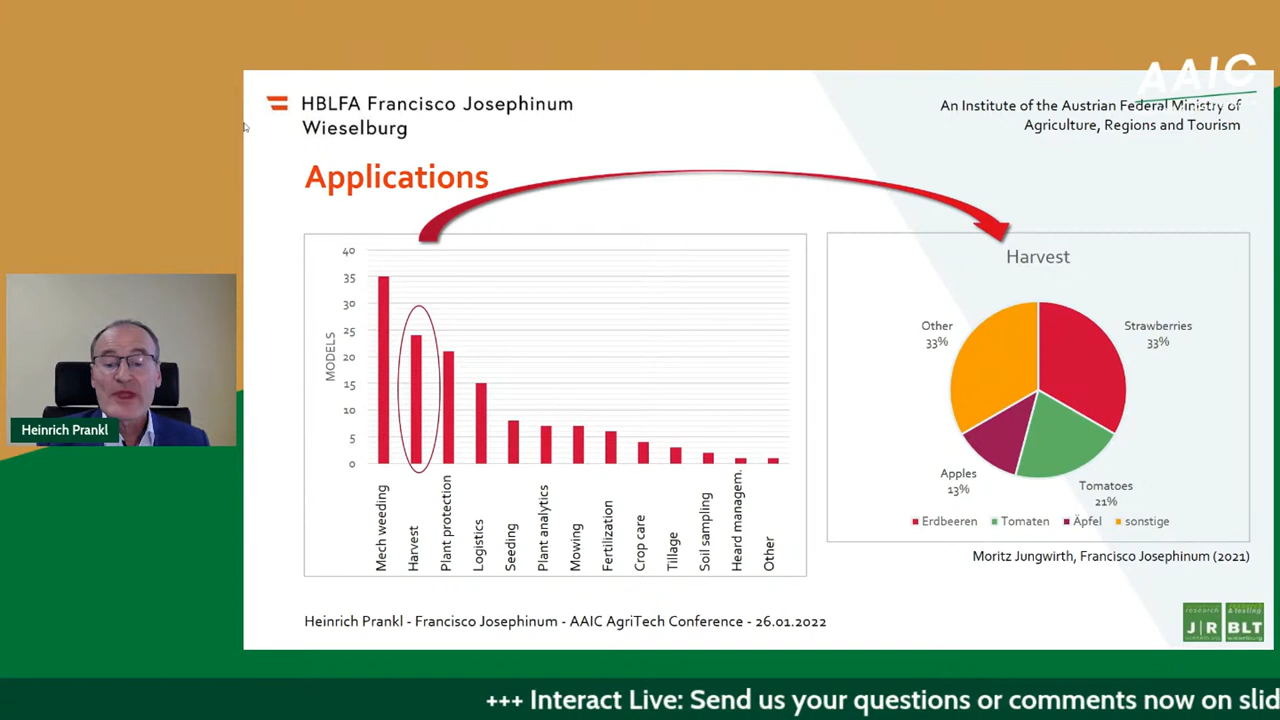 AAIC
HBLFA Francisco Josephinum
Wieselburg
An Institute of the Austrian Federal Ministry of
Agriculture, Regions and Tourism
Applications
40
35
30
25
20
15
10
5
0
MODELS
Mech weeding
Harvest
Plant protection
Logistics
Seeding
Plant analytics
Mowing
Fertilization
Crop care
Tillage
Soil sampling
Heard managem.
Other
Harvest
Other
33%
Strawberries
33%
Apples
13%
Tomatoes
21%
Erdbeeren Tomaten Äpfel sonstige
Moritz Jungwirth, Francisco Josephinum (2021)
Heinrich Prankl
Heinrich Prankl - Francisco Josephinum - AAIC AgriTech Conference - 26.01.2022
research & testing
J|R BLT
+++ Interact Live: Send us your questions or comments now on slid